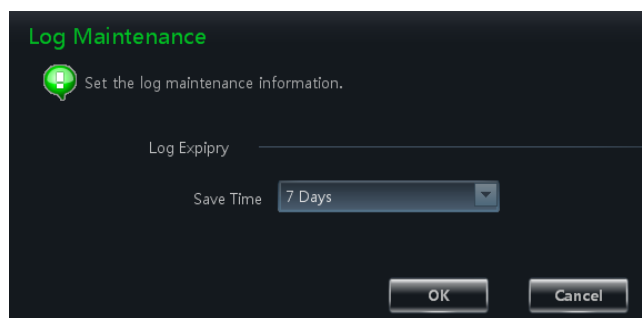 Log Maintenance
Set the log maintenance information.
Log Expipry
Save Time 7 Days
OK Cancel